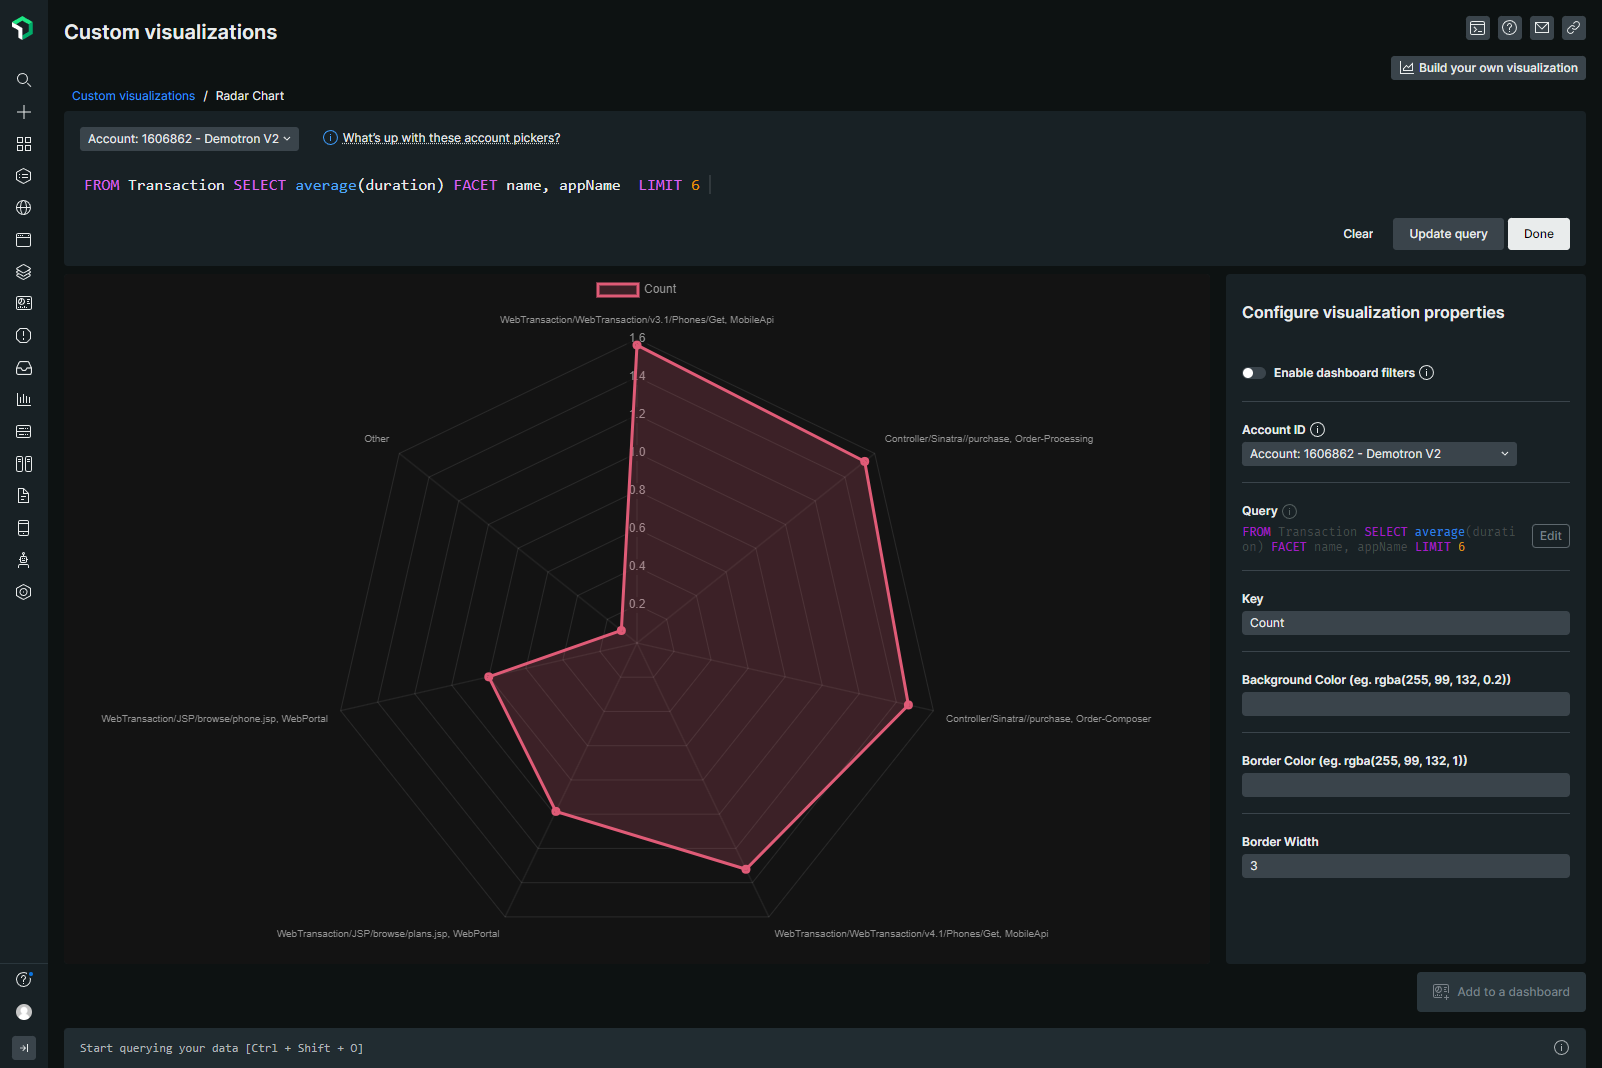 Custom visualizations
Build your own visualization
Custom visualizations / Radar Chart
Account: 1606862 - Demotron V2
What's up with these account pickers?
FROM Transaction SELECT average(duration) FACET name, appName  LIMIT 6
Clear
Update query
Done
Count
WebTransaction/WebTransaction/v3.1/Phones/Get, MobileApi
1.6
1.4
1.2
1.0
0.8
0.6
0.4
0.2
Other
Controller/Sinatra//purchase, Order-Processing
WebTransaction/JSP/browse/phone.jsp, WebPortal
Controller/Sinatra//purchase, Order-Composer
WebTransaction/JSP/browse/plans.jsp, WebPortal
WebTransaction/WebTransaction/v4.1/Phones/Get, MobileApi
Configure visualization properties
Enable dashboard filters
Account ID
Account: 1606862 - Demotron V2
Query
FROM Transaction SELECT average(durati
on) FACET name, appName LIMIT 6
Edit
Key
Count
Background Color (eg. rgba(255, 99, 132, 0.2))
Border Color (eg. rgba(255, 99, 132, 1))
Border Width
3
Add to a dashboard
Start querying your data [Ctrl + Shift + O]